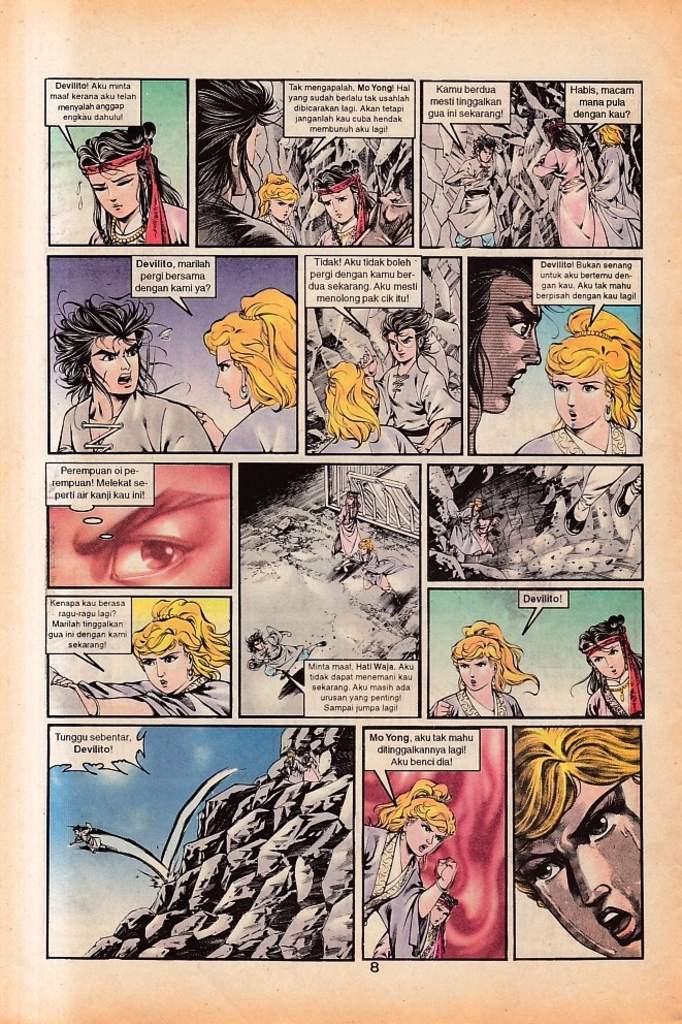 Devilito! Aku minta
maaf kerana aku telah
menyalah anggap
engkau dahulu!
Tak mengapalah, Mo Yong! Hal
yang sudah berlalu tak usahlah
dibicarakan lagi. Akan tetapi
janganlah kau cuba hendak
membunuh aku lagi!
Kamu berdua
mesti tinggalkan
gua ini sekarang!
Habis, macam
mana pula
dengan kau?
Devilito, marilah
pergi bersama
dengan kami ya?
Tidak! Aku tidak boleh
pergi dengan kamu ber-
dua sekarang. Aku mesti
menolong pak cik itu!
Devilito! Bukan senang
untuk aku bertemu den-
gan kau. Aku tak mahu
berpisah dengan kau lagi!
Perempuan oi pe-
rempuan! Melekat se-
perti air kanji kau ini!
Kenapa kau berasa
ragu-ragu lagi?
Marilah tinggalkan
gua ini dengan kami
sekarang!
Minta maaf, Hati Waja. Aku
tidak dapat menemani kau
sekarang. Aku masih ada
urusan yang penting!
Sampai jumpa lagi!
Devilito!
Tunggu sebentar,
Devilito!
Mo Yong, aku tak mahu
ditinggalkannya lagi!
Aku benci dia!
8